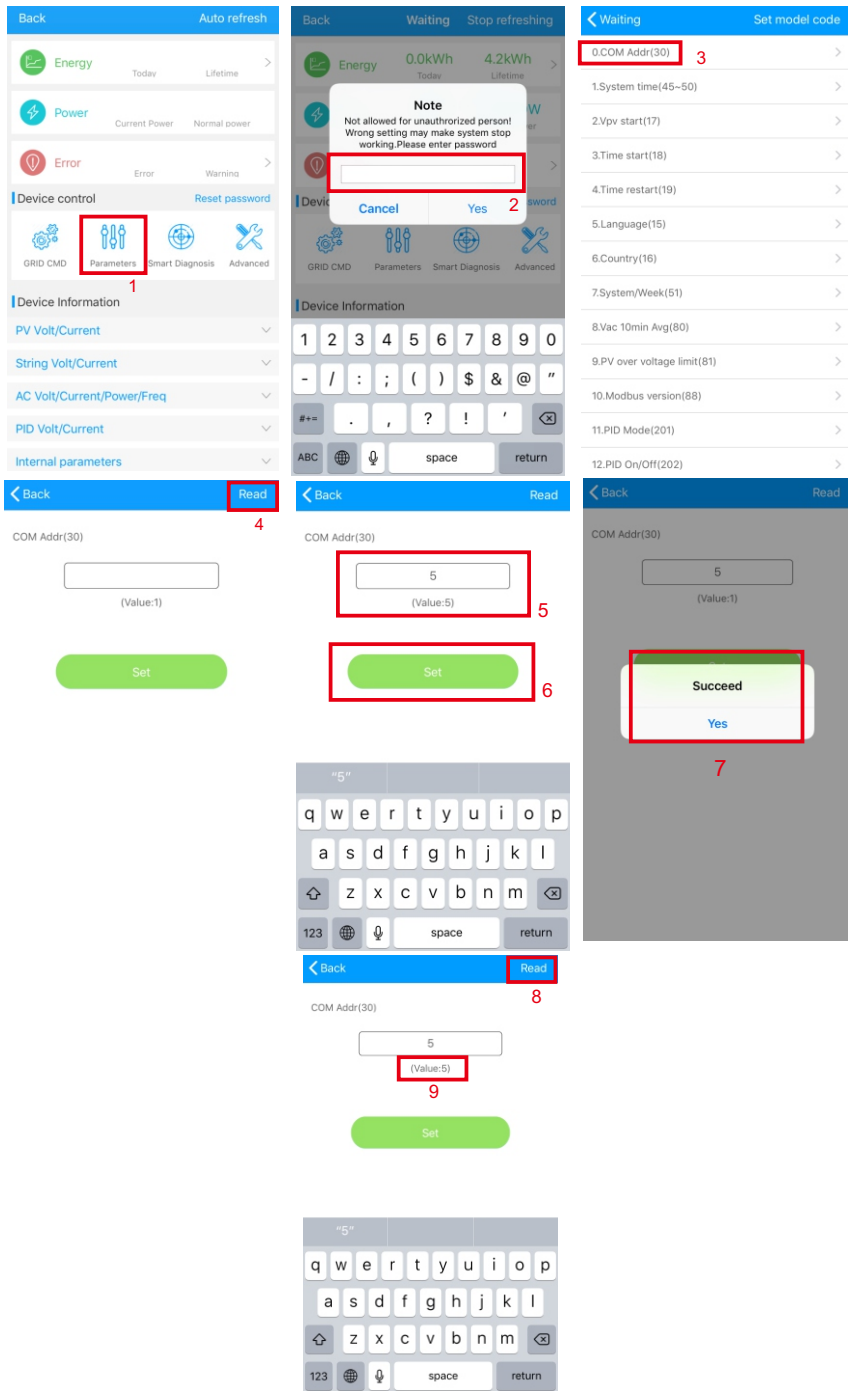 Back Auto refresh
Energy
Today Lifetime
Power
Current Power Normal power
Error
Error Warning
Device control Reset password
GRID CMD Parameters Smart Diagnosis Advanced
1
Device Information
PV Volt/Current
String Volt/Current
AC Volt/Current/Power/Freq
PID Volt/Current
Internal parameters
Back Waiting Stop refreshing
Energy 0.0kWh 4.2kWh
Today Lifetime
W
Note
Not allowed for unauthrorized person!
Wrong setting may make system stop
working.Please enter password
Cancel Yes
2
GRID CMD Parameters Smart Diagnosis Advanced
Device Information
1 2 3 4 5 6 7 8 9 0
- / : ; ( ) $ & @ "
#+= . , ? ! '
ABC space return
Waiting Set model code
0.COM Addr(30)
3
1.System time(45~50)
2.Vpv start(17)
3.Time start(18)
4.Time restart(19)
5.Language(15)
6.Country(16)
7.System/Week(51)
8.Vac 10min Avg(80)
9.PV over voltage limit(81)
10.Modbus version(88)
11.PID Mode(201)
12.PID On/Off(202)
Back Read
4
COM Addr(30)
(Value:1)
Set
Back Read
COM Addr(30)
5
(Value:5)
5
Set
6
"5"
q w e r t y u i o p
a s d f g h j k l
z x c v b n m
123 space return
Back Read
COM Addr(30)
5
(Value:1)
Succeed
Yes
7
Back Read
8
COM Addr(30)
5
(Value:5)
9
Set
"5"
q w e r t y u i o p
a s d f g h j k l
z x c v b n m
123 space return